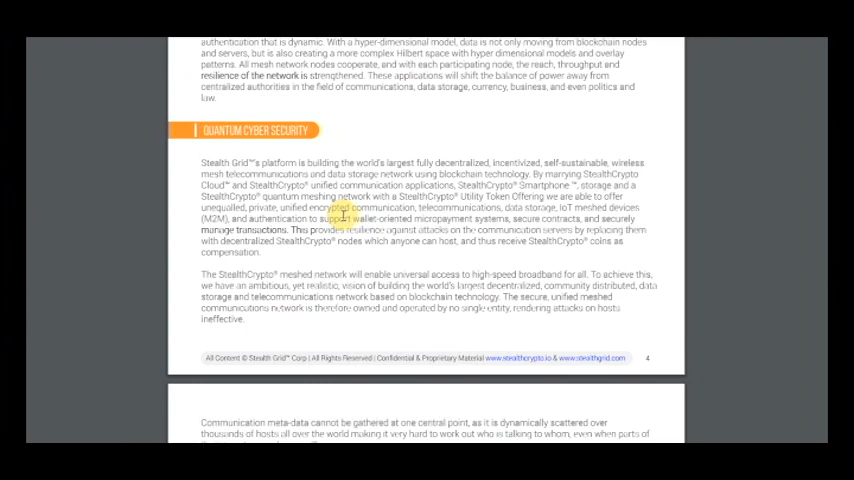 authentication that is dynamic. With a hyper-dimensional model, data is not only moving from blockchain nodes
and servers, but is also creating a more complex Hilbert space with hyper dimensional models and overlay
patterns. All mesh network nodes cooperate, and with each participating node, the reach, throughput and
resilience of the network is strengthened. These applications will shift the balance of power away from
centralized authorities in the field of communications, data storage, currency, business, and even politics and
law.
QUANTUM CYBER SECURITY
Stealth Grid™'s platform is building the world's largest fully decentralized, incentivized, self-sustainable, wireless
mesh telecommunications and data storage network using blockchain technology. By marrying StealthCrypto
Cloud™ and StealthCrypto® unified communication applications, StealthCrypto® Smartphone ™, storage and a
StealthCrypto® quantum meshing network with a StealthCrypto® Utility Token Offering we are able to offer
unequalled, private, unified encrypted communication, telecommunications, data storage, IoT meshed devices
(M2M), and authentication to support wallet-oriented micropayment systems, secure contracts, and securely
manage transactions. This provides resilience against attacks on the communication servers by replacing them
with decentralized StealthCrypto® nodes which anyone can host, and thus receive StealthCrypto® coins as
compensation.
The StealthCrypto® meshed network will enable universal access to high-speed broadband for all. To achieve this,
we have an ambitious, yet realistic, vision of building the world's largest decentralized, community distributed, data
storage and telecommunications network based on blockchain technology. The secure, unified meshed
communications network is therefore owned and operated by no single entity, rendering attacks on hosts
ineffective.
All Content © Stealth Grid™ Corp | All Rights Reserved | Confidential & Proprietary Material www.stealthcrypto.io & www.stealthgrid.com 4
Communication meta-data cannot be gathered at one central point, as it is dynamically scattered over
thousands of hosts all over the world making it very hard to work out who is talking to whom, even when parts of